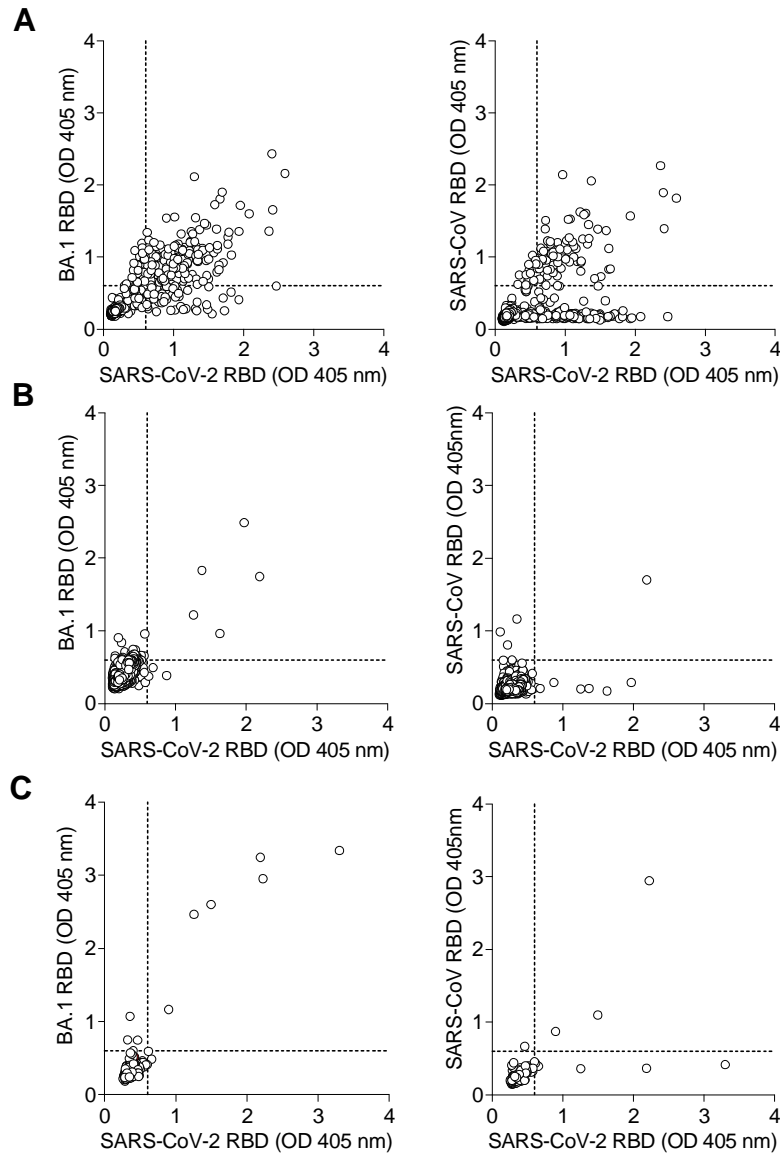 A
4
3
2
1
0
BA.1 RBD (OD 405 nm)
0 1 2 3 4
SARS-CoV-2 RBD (OD 405 nm)
4
3
2
1
0
SARS-CoV RBD (OD 405 nm)
0 1 2 3 4
SARS-CoV-2 RBD (OD 405 nm)
B
4
3
2
1
0
BA.1 RBD (OD 405 nm)
0 1 2 3 4
SARS-CoV-2 RBD (OD 405 nm)
4
3
2
1
0
SARS-CoV RBD (OD 405nm)
0 1 2 3 4
SARS-CoV-2 RBD (OD 405 nm)
C
4
3
2
1
0
BA.1 RBD (OD 405 nm)
0 1 2 3 4
SARS-CoV-2 RBD (OD 405 nm)
4
3
2
1
0
SARS-CoV RBD (OD 405nm
0 1 2 3 4
SARS-CoV-2 RBD (OD 405 nm)